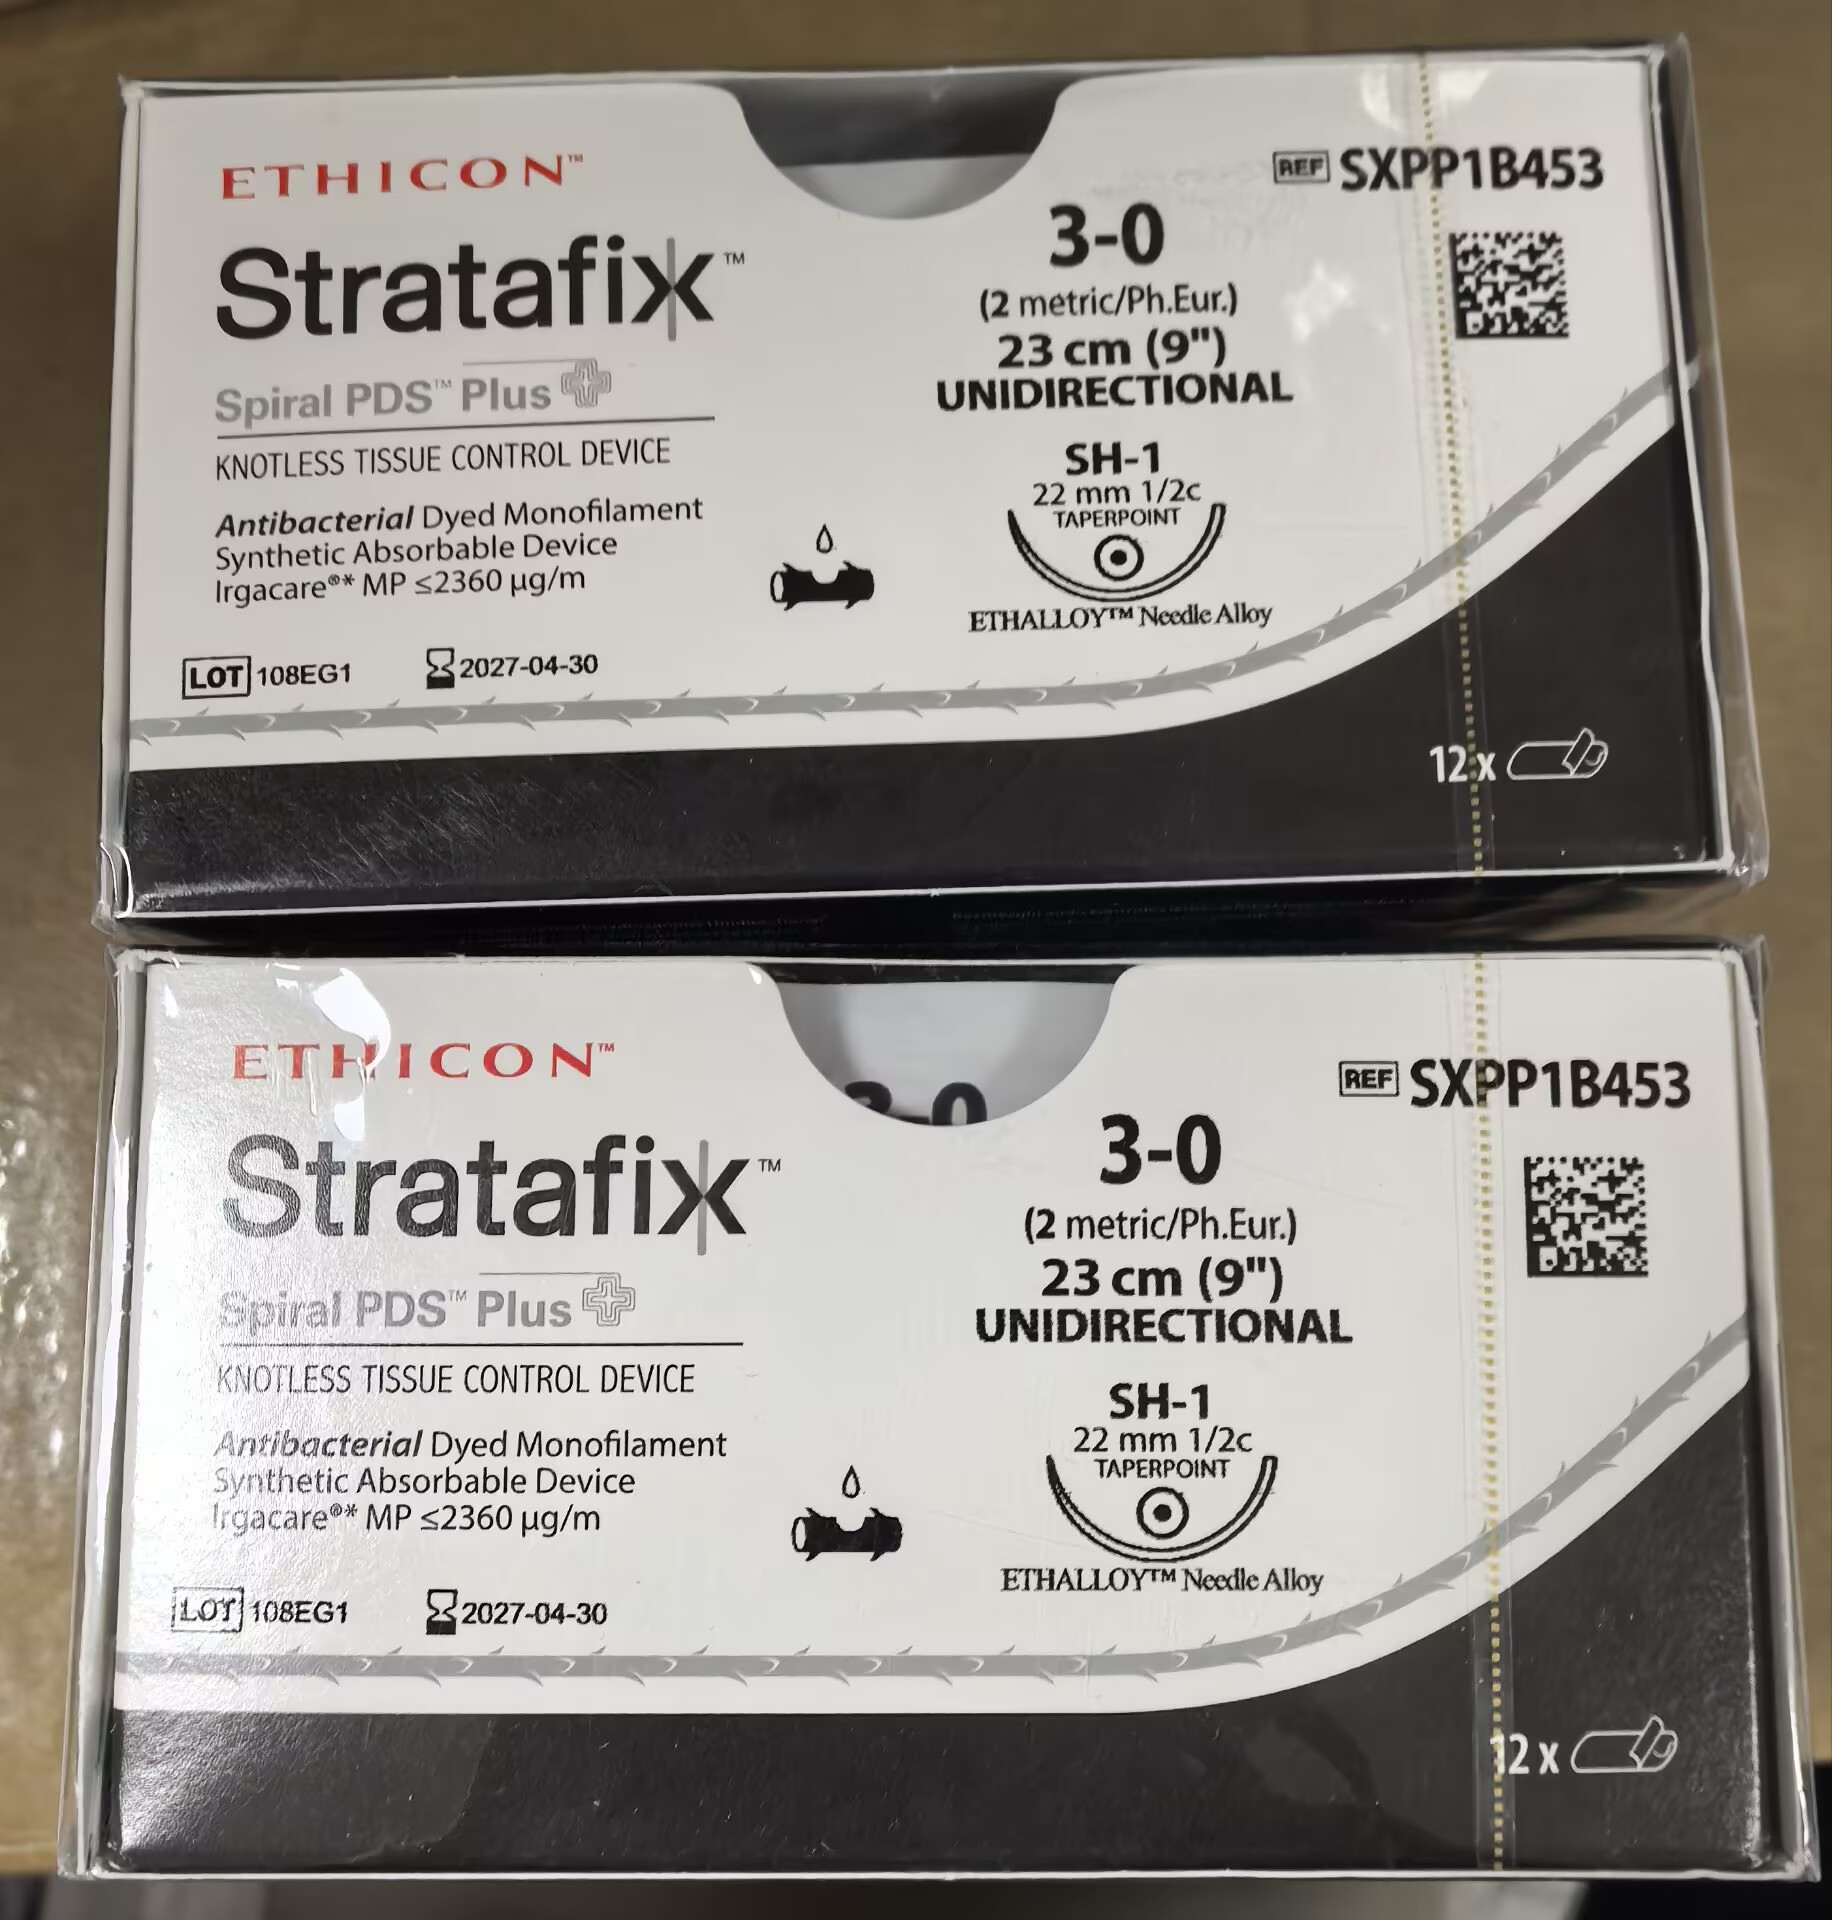 ETHICON™
REF SXPP1B453
Stratafix™
3-0
(2 metric/Ph.Eur.)
23 cm (9")
UNIDIRECTIONAL
Spiral PDS™ Plus
KNOTLESS TISSUE CONTROL DEVICE
SH-1
22 mm 1/2c
TAPERPOINT
Antibacterial Dyed Monofilament
Synthetic Absorbable Device
Irgacare®* MP ≤2360 µg/m
ETHALLOY™ Needle Alloy
LOT 108EG1
2027-04-30
12 x
ETHICON™
REF SXPP1B453
3-0
Stratafix™
3-0
(2 metric/Ph.Eur.)
23 cm (9")
UNIDIRECTIONAL
Spiral PDS™ Plus
KNOTLESS TISSUE CONTROL DEVICE
SH-1
22 mm 1/2c
TAPERPOINT
Antibacterial Dyed Monofilament
Synthetic Absorbable Device
Irgacare®* MP ≤2360 µg/m
ETHALLOY™ Needle Alloy
LOT 108EG1
2027-04-30
12 x